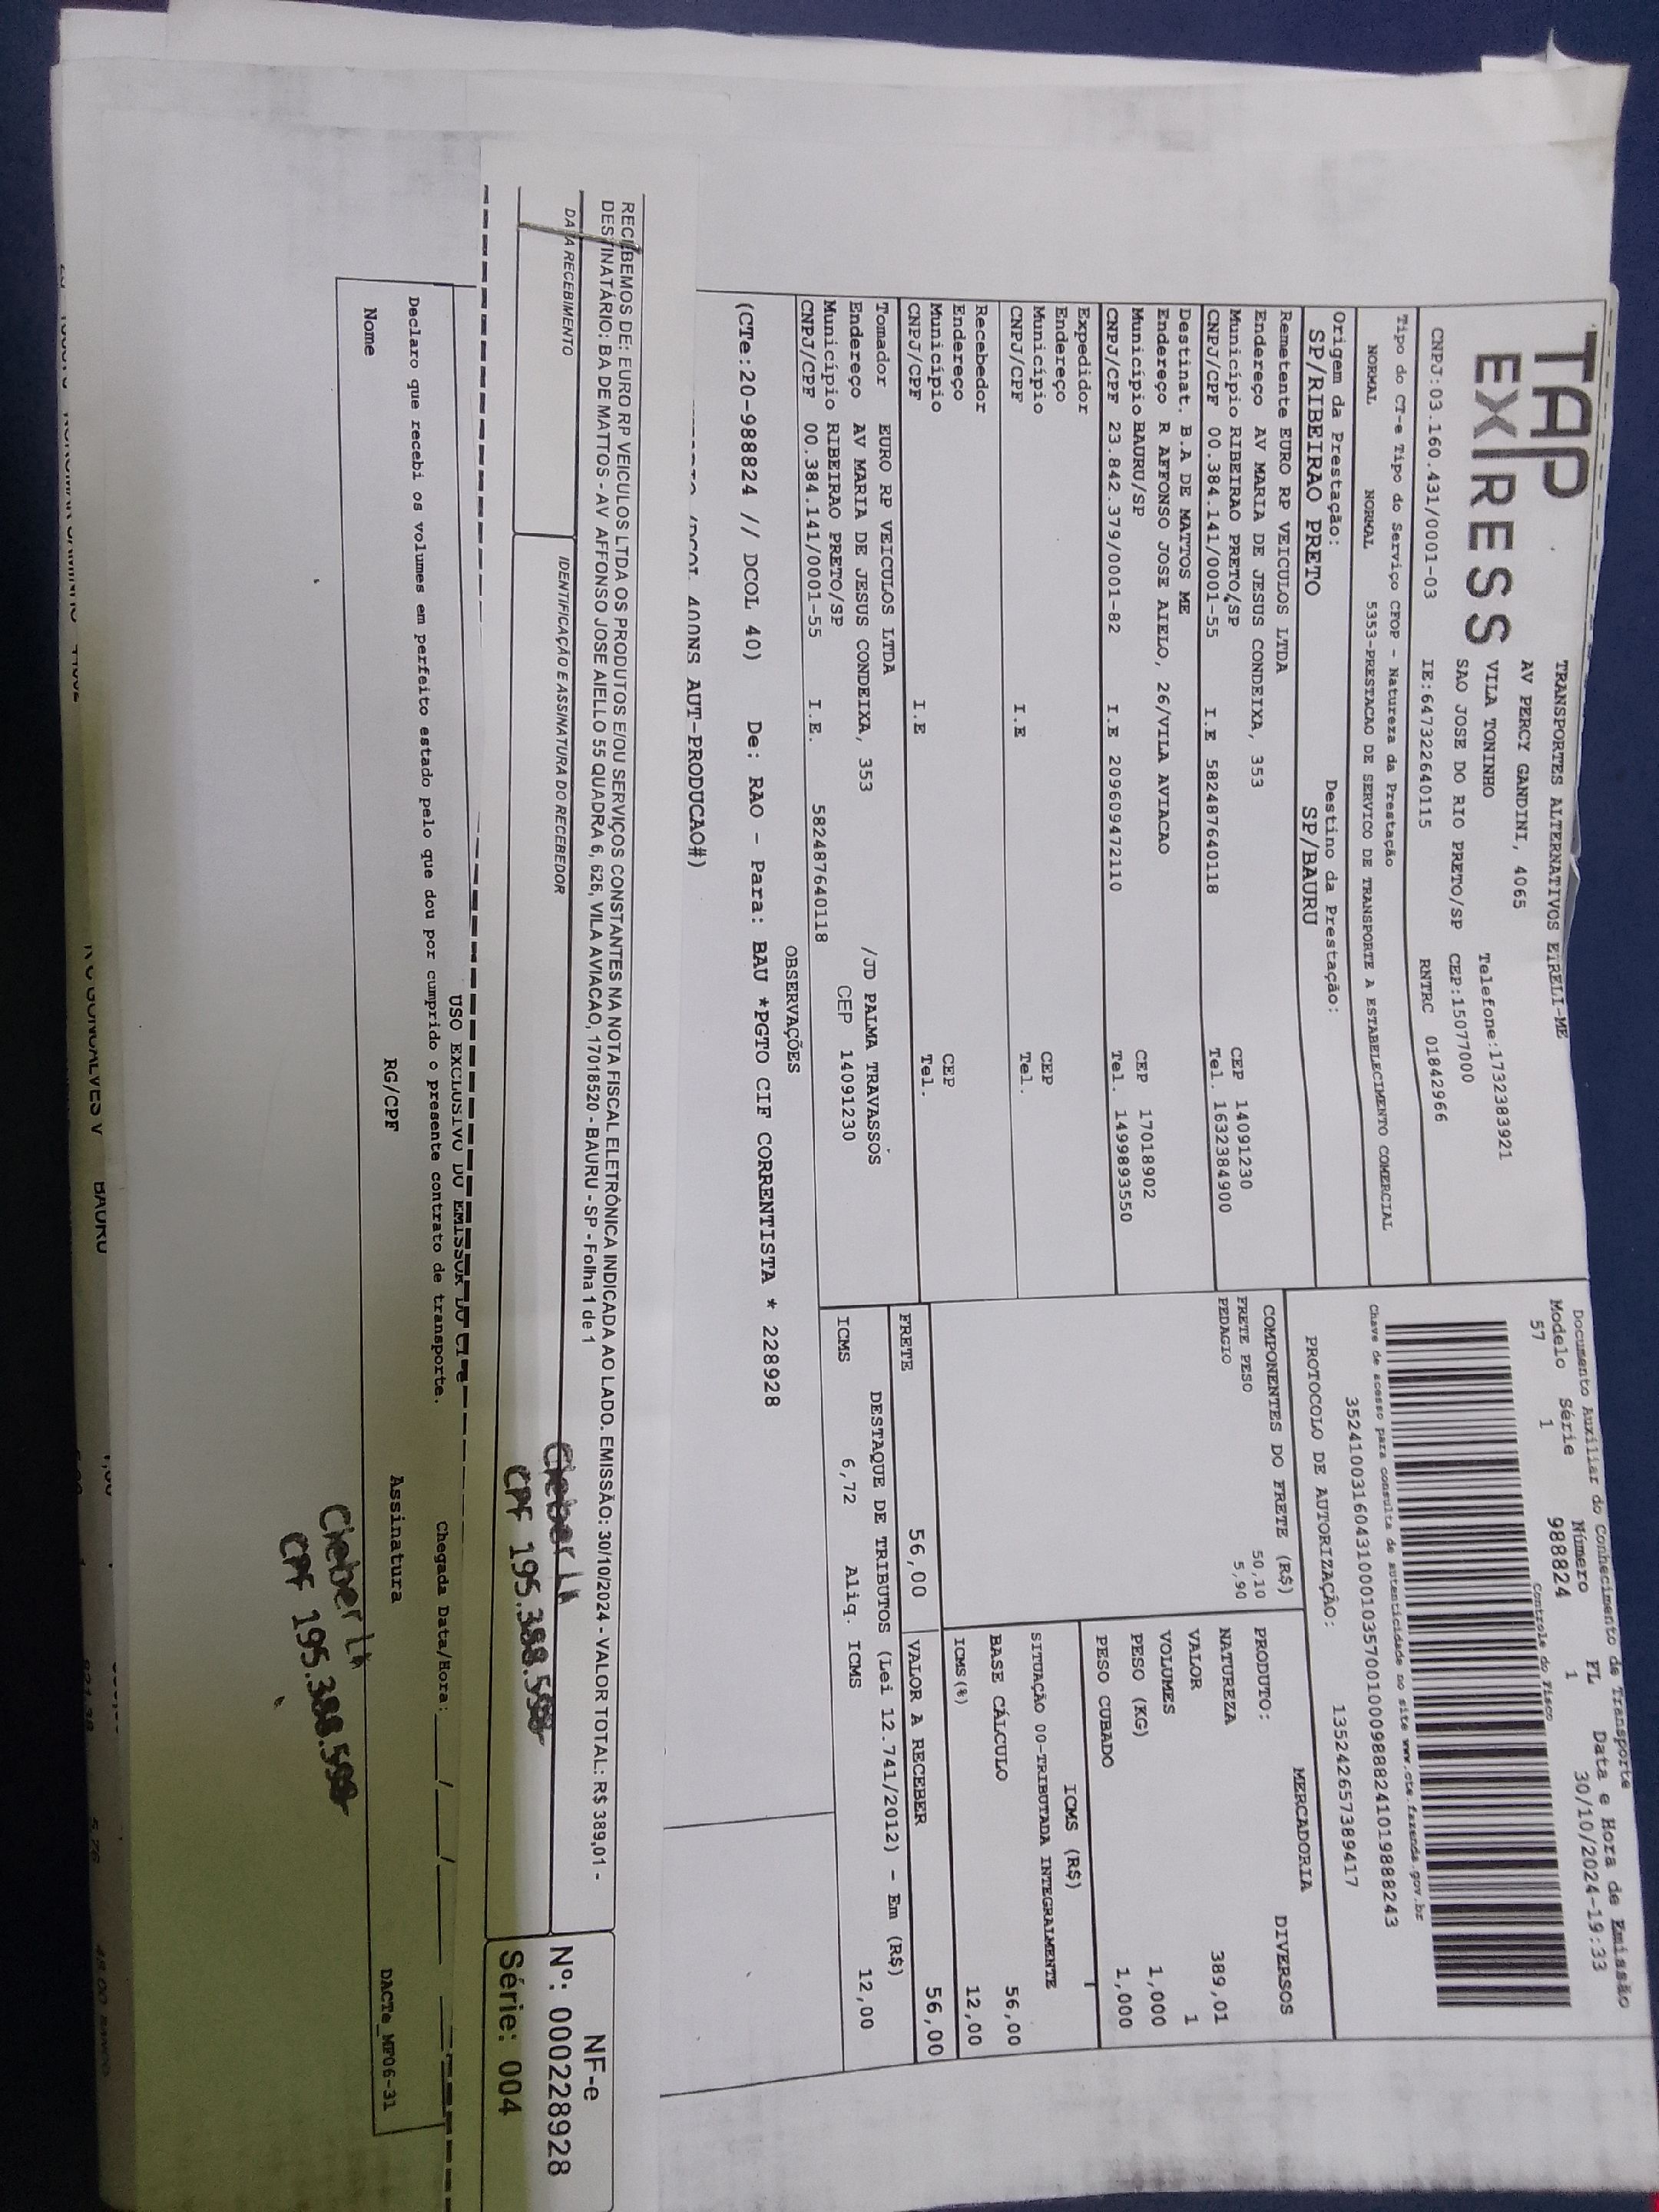 TAP
EXPRESS
TRANSPORTES ALTERNATIVOS EIRELI-ME
AV PERCY GANDINI, 4065
VILA TONINHO Telefone:1732383921
SAO JOSE DO RIO PRETO/SP CEP:15077000
CNPJ:03.160.431/0001-03 IE:647322640115 RNTRC 01842966
Documento Auxiliar do Conhecimento de Transporte
Modelo Série Número FL Data e Hora de Emissão
57 1 988824 1 30/10/2024-19:33
Controle do Fisco
Chave de acesso para consulta de autenticidade no site www.cte.fazenda.gov.br
35241003160431000103570010009888241019888243
PROTOCOLO DE AUTORIZAÇÃO: 135242657389417
Tipo do CT-e Tipo do Serviço CFOP - Natureza da Prestação
NORMAL NORMAL 5353-PRESTACAO DE SERVICO DE TRANSPORTE A ESTABELECIMENTO COMERCIAL
Origem da Prestação: Destino da Prestação:
SP/RIBEIRAO PRETO SP/BAURU
Remetente EURO RP VEICULOS LTDA
Endereço AV MARIA DE JESUS CONDEIXA, 353
Município RIBEIRAO PRETO/SP CEP 14091230
CNPJ/CPF 00.384.141/0001-55 I.E 582487640118 Tel. 1632384900
Destinat. B.A DE MATTOS ME
Endereço R AFFONSO JOSE AIELO, 26/VILA AVIACAO
Município BAURU/SP CEP 17018902
CNPJ/CPF 23.842.379/0001-82 I.E 209609472110 Tel. 1499893550
Expedidor
Endereço
Município CEP
CNPJ/CPF I.E Tel.
Recebedor
Endereço
Município CEP
CNPJ/CPF I.E Tel.
Tomador EURO RP VEICULOS LTDA
Endereço AV MARIA DE JESUS CONDEIXA, 353 /JD PALMA TRAVASSOS
Município RIBEIRAO PRETO/SP CEP 14091230
CNPJ/CPF 00.384.141/0001-55 I.E. 582487640118
COMPONENTES DO FRETE (R$)
FRETE PESO 50,10
PEDAGIO 5,90
MERCADORIA
PRODUTO: DIVERSOS
NATUREZA
VALOR 389,01
VOLUMES 1
PESO (KG) 1,000
PESO CUBADO 1,000
ICMS (R$)
SITUAÇÃO 00-TRIBUTADA INTEGRALMENTE
BASE CÁLCULO 56,00
ICMS (%) 12,00
FRETE 56,00 VALOR A RECEBER 56,00
DESTAQUE DE TRIBUTOS (Lei 12.741/2012) - Em (R$)
ICMS 6,72 Aliq. ICMS 12,00
OBSERVAÇÕES
(CTe:20-988824 // DCOL 40) De: RAO - Para: BAU *PGTO CIF CORRENTISTA * 228928
AUT-PRODUCAO#)
RECEBEMOS DE: EURO RP VEICULOS LTDA OS PRODUTOS E/OU SERVIÇOS CONSTANTES NA NOTA FISCAL ELETRÔNICA INDICADA AO LADO. EMISSÃO: 30/10/2024 - VALOR TOTAL: R$ 389,01 -
DESTINATÁRIO: BA DE MATTOS - AV AFFONSO JOSE AIELLO 55 QUADRA 6, 626, VILA AVIACAO, 17018520 - BAURU - SP - Folha 1 de 1
DATA RECEBIMENTO IDENTIFICAÇÃO E ASSINATURA DO RECEBEDOR
CPF 195.388.
NF-e
Nº: 000228928
Série: 004
USO EXCLUSIVO DO EMISSOR DO CT-e
Declaro que recebi os volumes em perfeito estado pelo que dou por cumprido o presente contrato de transporte. Chegada Data/Hora: ___/___/___
Nome RG/CPF Assinatura DACTe_MF06-31
CPF 195.388.
BAURU